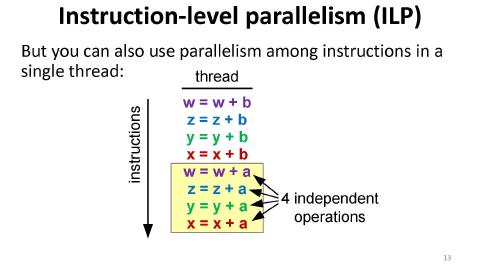 Instruction-level parallelism (ILP)
But you can also use parallelism among instructions in a
single thread:
thread
instructions
w = w + b
z = z + b
y = y + b
x = x + b
w = w + a
z = z + a
y = y + a
x = x + a
4 independent
operations
13